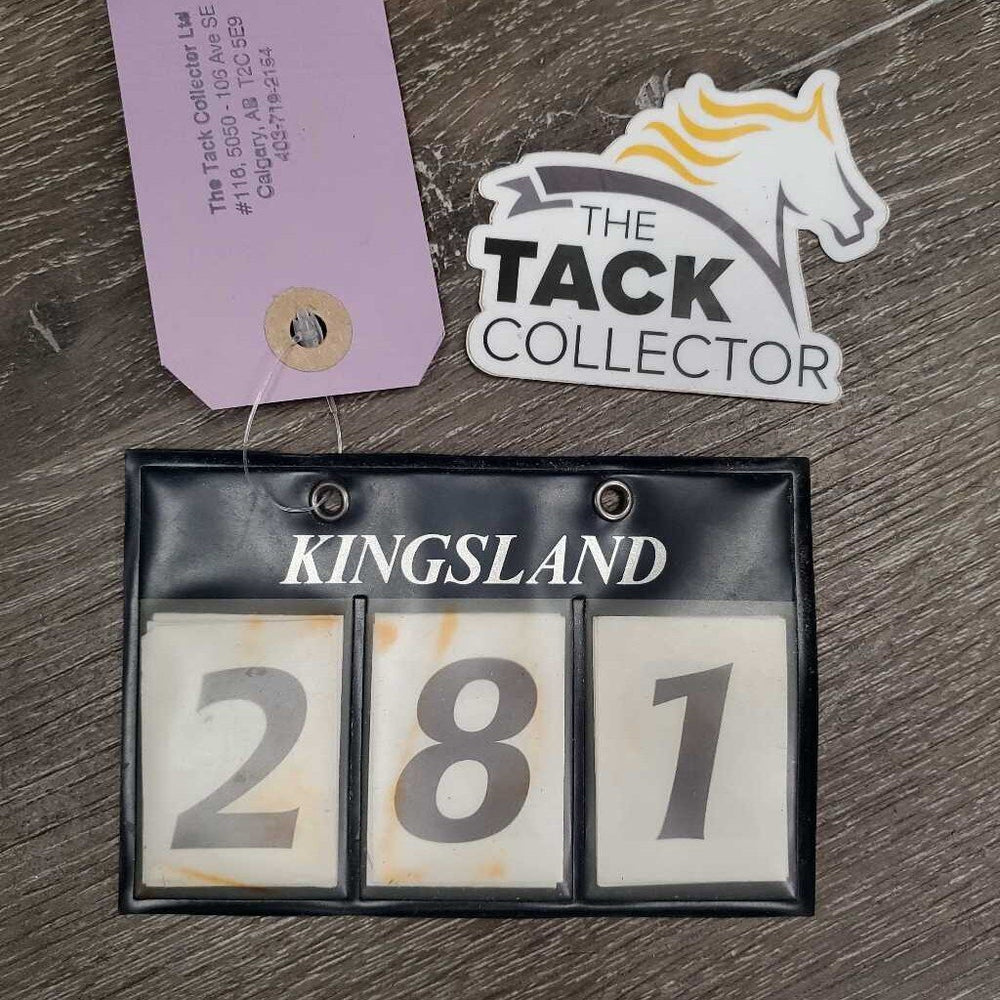 The Tack Collector Ltd
#116, 5050 - 106 Ave SE
Calgary, AB T2C 5E9
403-719-2154
THE
TACK
COLLECTOR
KINGSLAND
2 8 1